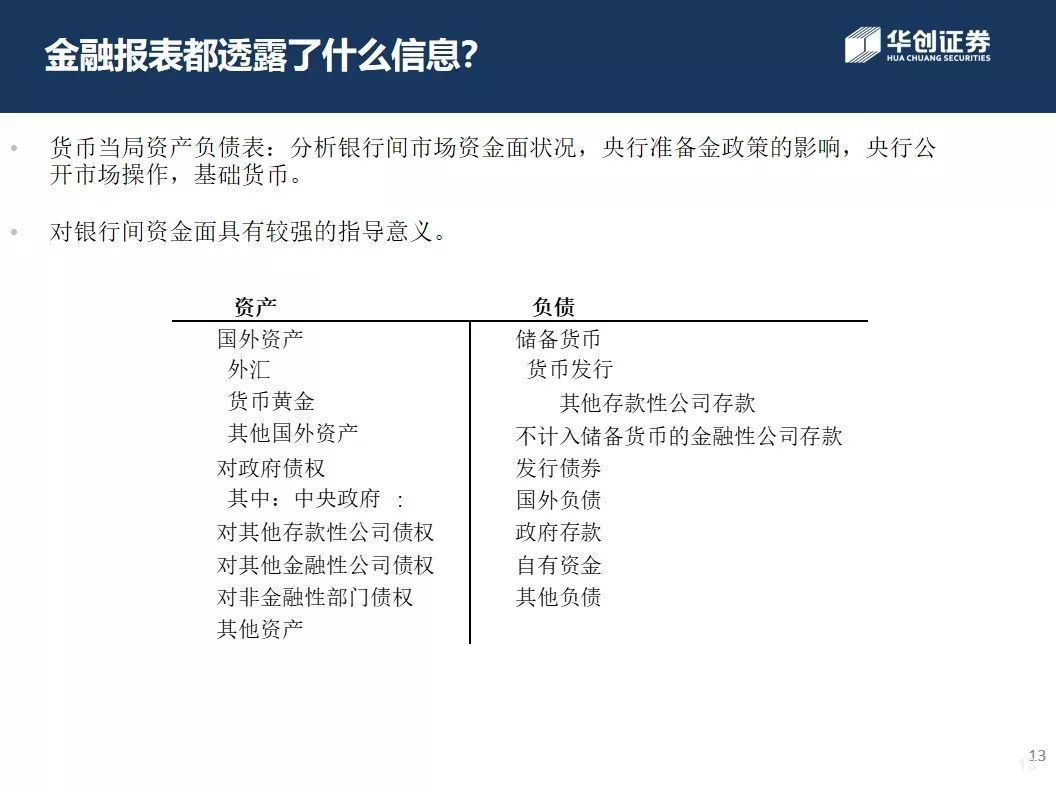 金融报表都透露了什么信息?
华创证券
HUA CHUANG SECURITIES
• 货币当局资产负债表：分析银行间市场资金面状况，央行准备金政策的影响，央行公
开市场操作，基础货币。
• 对银行间资金面具有较强的指导意义。
资产 负债
国外资产 储备货币
外汇 货币发行
货币黄金 其他存款性公司存款
其他国外资产 不计入储备货币的金融性公司存款
对政府债权 发行债券
其中：中央政府 : 国外负债
对其他存款性公司债权 政府存款
对其他金融性公司债权 自有资金
对非金融性部门债权 其他负债
其他资产
13
13